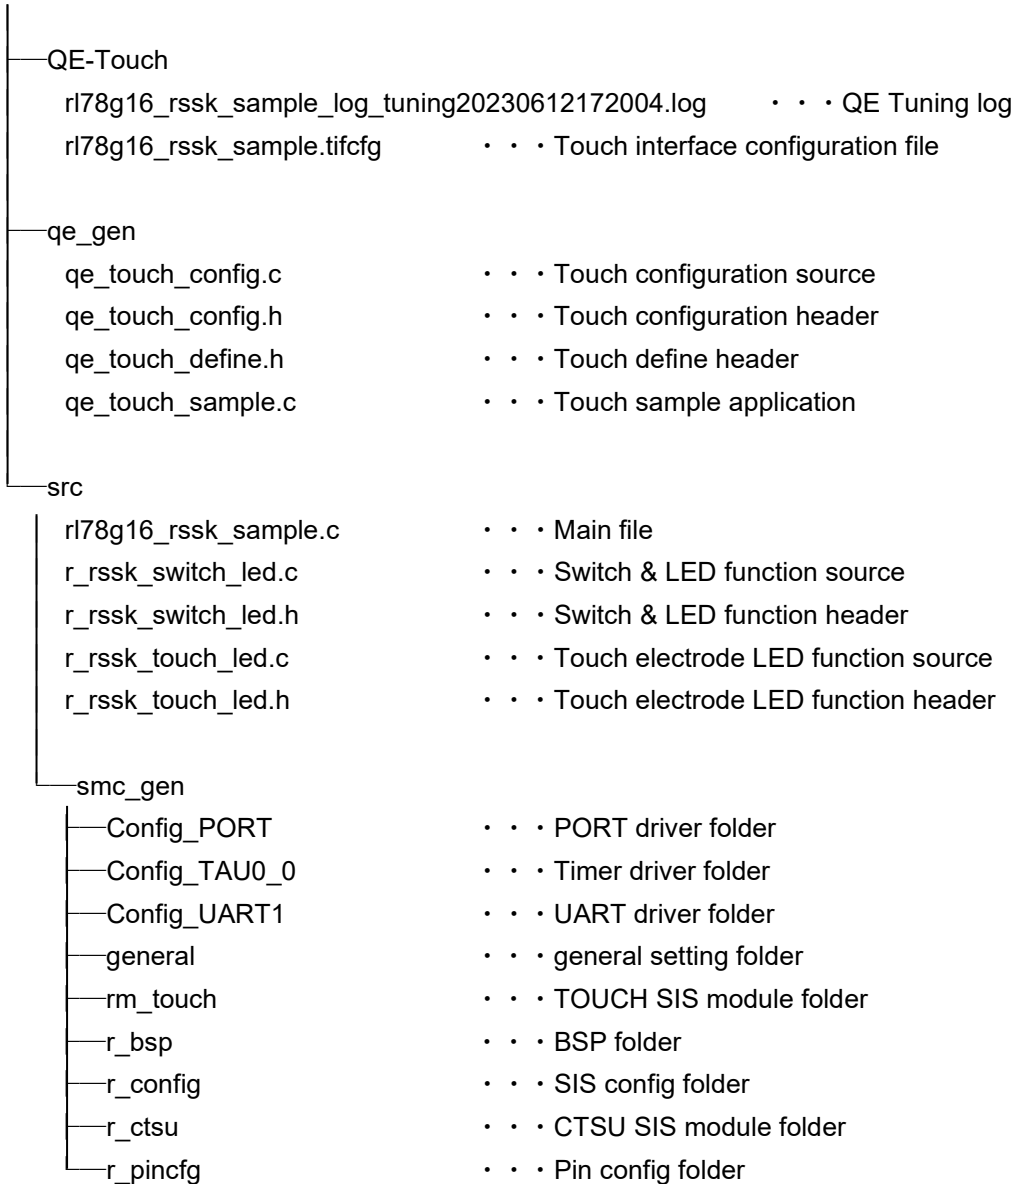 QE-Touch
rl78g16_rssk_sample_log_tuning20230612172004.log ・・・QE Tuning log
rl78g16_rssk_sample.tifcfg ・・・Touch interface configuration file
qe_gen
qe_touch_config.c ・・・Touch configuration source
qe_touch_config.h ・・・Touch configuration header
qe_touch_define.h ・・・Touch define header
qe_touch_sample.c ・・・Touch sample application
src
rl78g16_rssk_sample.c ・・・Main file
r_rssk_switch_led.c ・・・Switch & LED function source
r_rssk_switch_led.h ・・・Switch & LED function header
r_rssk_touch_led.c ・・・Touch electrode LED function source
r_rssk_touch_led.h ・・・Touch electrode LED function header
smc_gen
Config_PORT ・・・PORT driver folder
Config_TAU0_0 ・・・Timer driver folder
Config_UART1 ・・・UART driver folder
general ・・・general setting folder
rm_touch ・・・TOUCH SIS module folder
r_bsp ・・・BSP folder
r_config ・・・SIS config folder
r_ctsu ・・・CTSU SIS module folder
r_pincfg ・・・Pin config folder